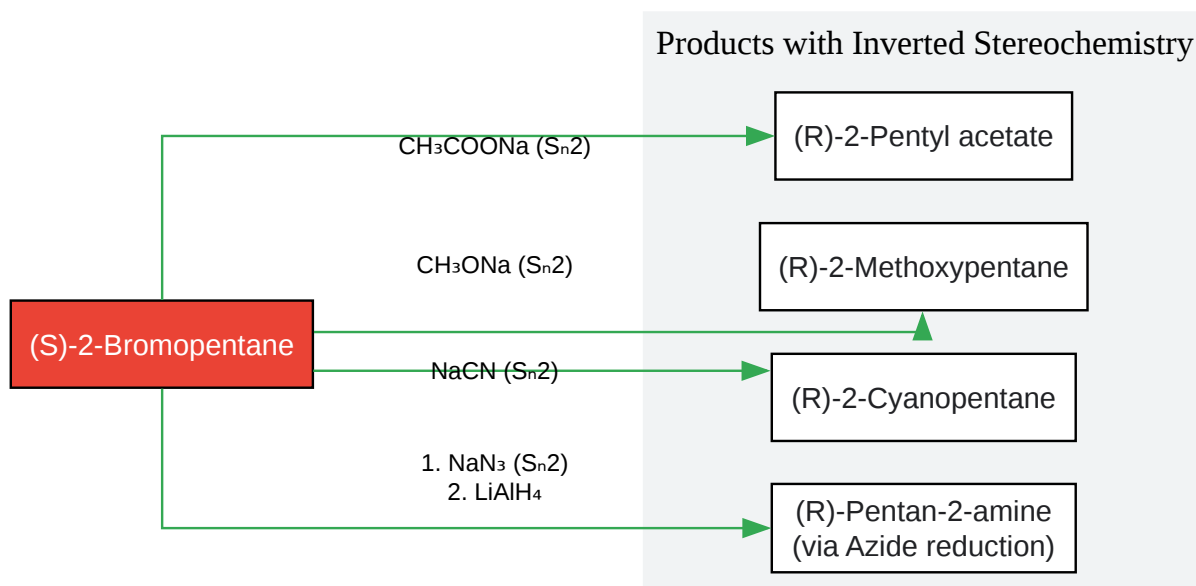 Products with Inverted Stereochemistry
CH₃COONa (Sₙ2)
(R)-2-Pentyl acetate
CH₃ONa (Sₙ2)
(R)-2-Methoxypentane
(S)-2-Bromopentane
NaCN (Sₙ2)
(R)-2-Cyanopentane
1. NaN₃ (Sₙ2)
2. LiAlH₄
(R)-Pentan-2-amine
(via Azide reduction)